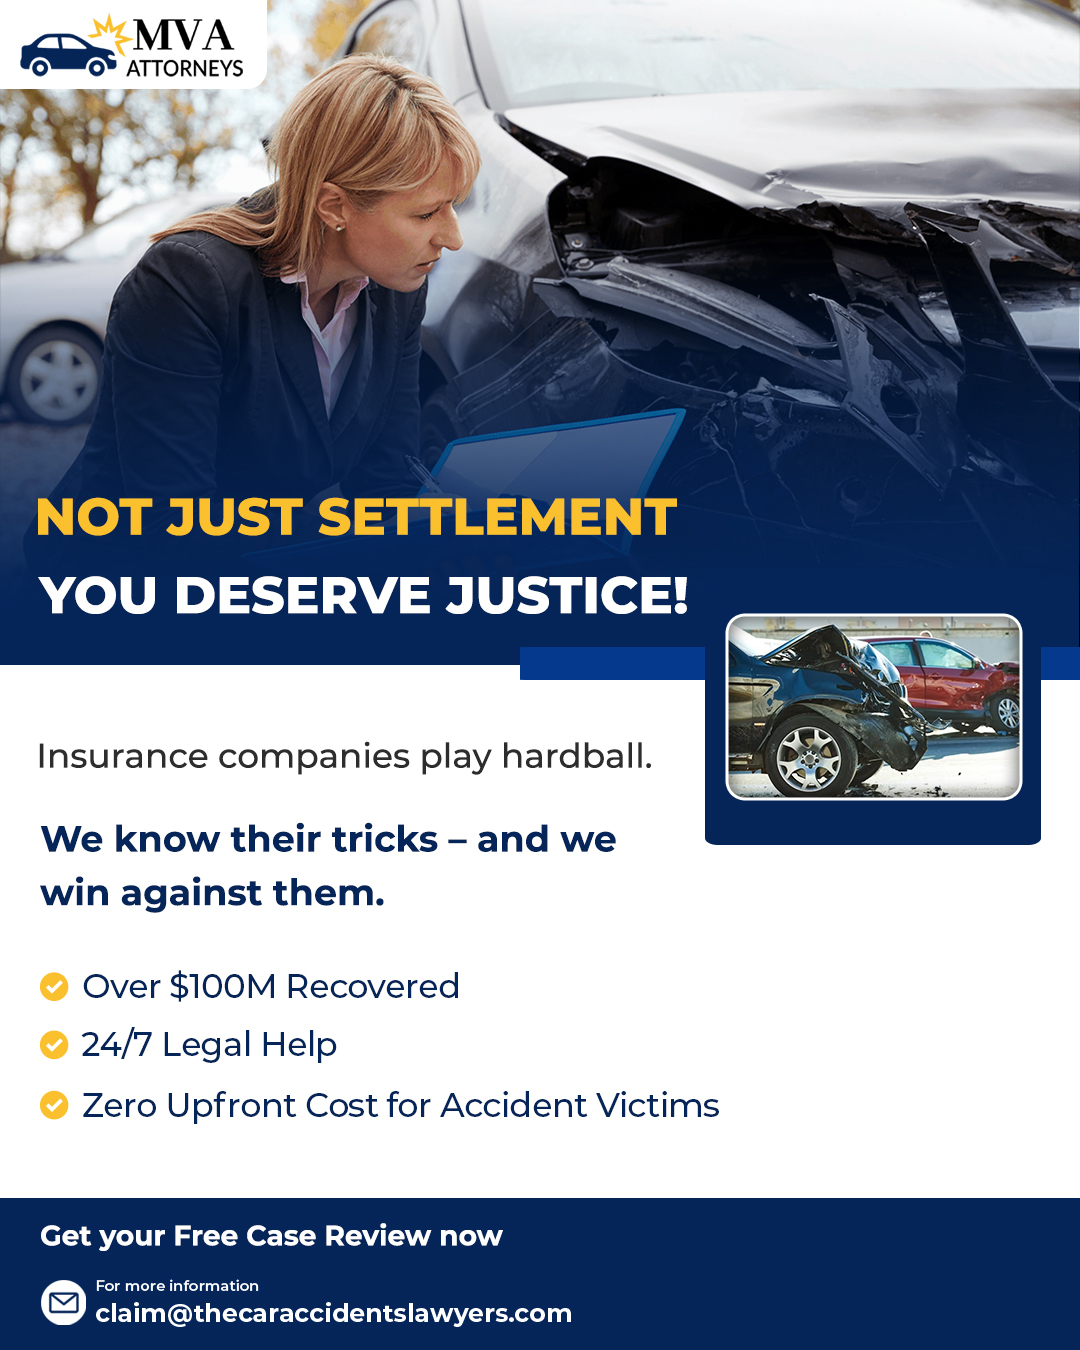 MVA
ATTORNEYS
NOT JUST SETTLEMENT
YOU DESERVE JUSTICE!
Insurance companies play hardball.
We know their tricks – and we
win against them.
Over $100M Recovered
24/7 Legal Help
Zero Upfront Cost for Accident Victims
Get your Free Case Review now
For more information
claim@thecaraccidentslawyers.com